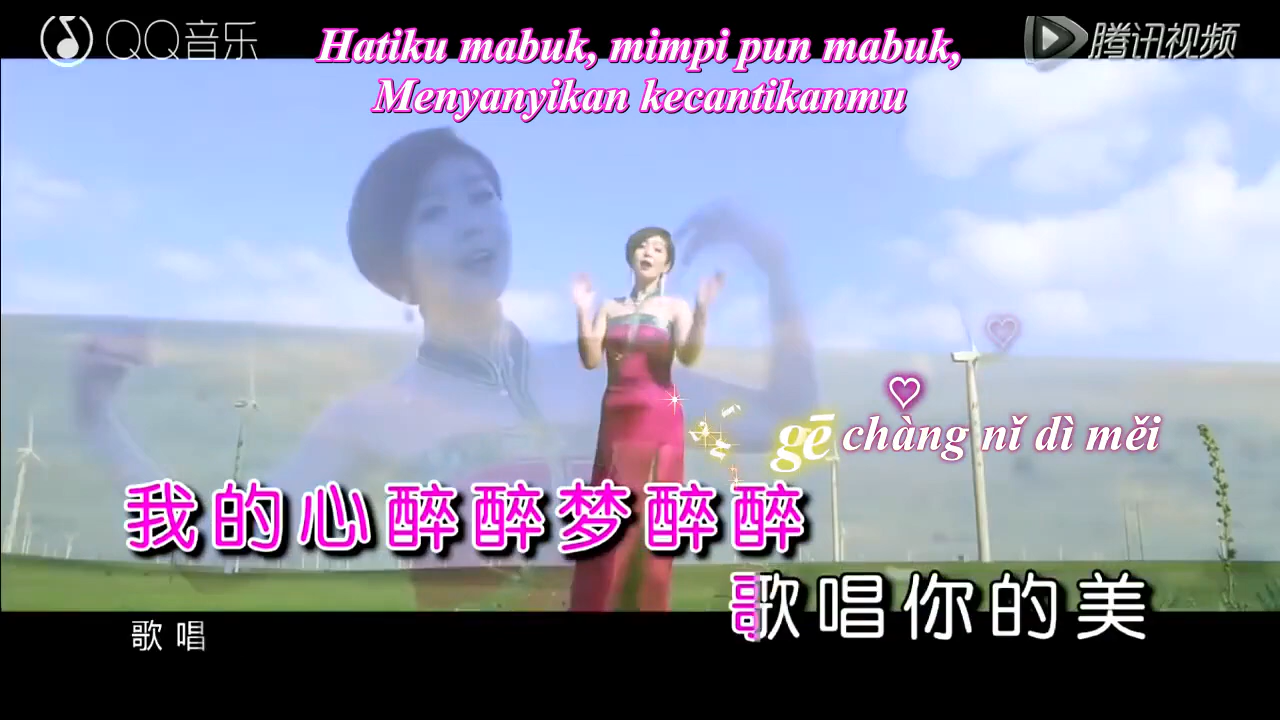 QQ音乐
腾讯视频
Hatiku mabuk, mimpi pun mabuk,
Menyanyikan kecantikanmu
gē chàng nǐ dì měi
我的心醉醉梦醉醉
歌唱你的美
歌唱